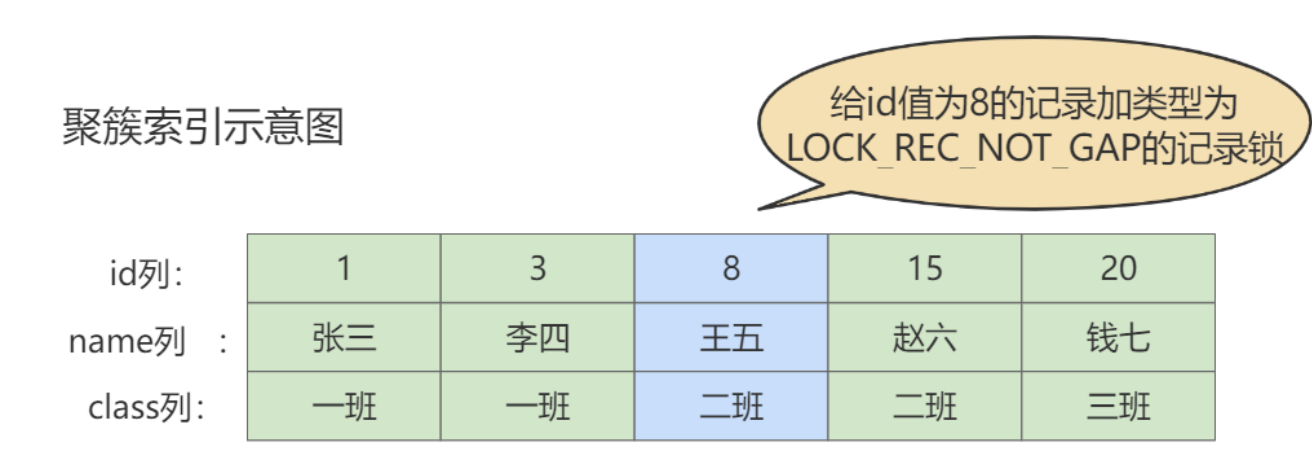 给id值为8的记录加类型为
LOCK_REC_NOT_GAP的记录锁
聚簇索引示意图
id列： 1 3 8 15 20
name列 ： 张三 李四 王五 赵六 钱七
class列： 一班 一班 二班 二班 三班